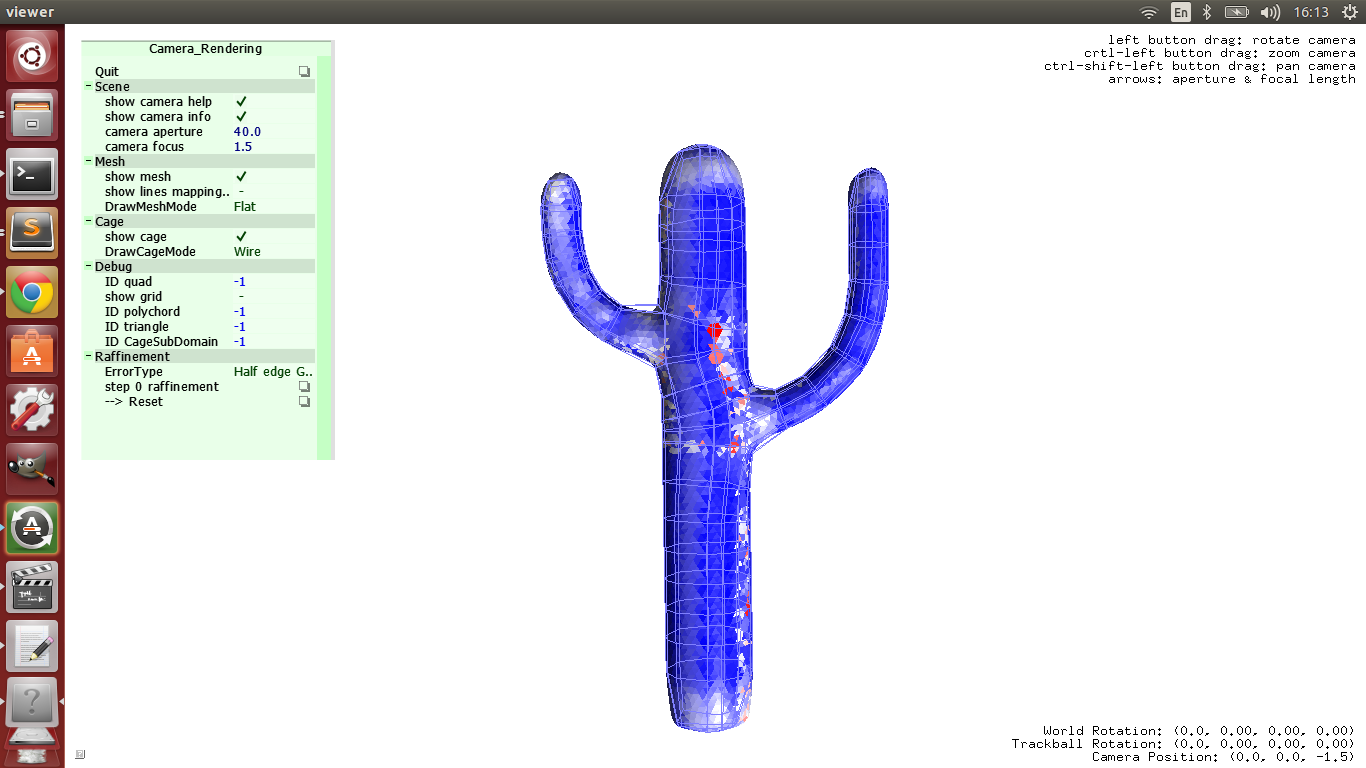 viewer
En
16:13
left button drag: rotate camera
crtl-left button drag: zoom camera
ctrl-shift-left button drag: pan camera
arrows: aperture & focal length
Camera_Rendering
Quit
Scene
show camera help
show camera info
camera aperture 40.0
camera focus 1.5
Mesh
show mesh
show lines mapping.. -
DrawMeshMode Flat
Cage
show cage
DrawCageMode Wire
Debug
ID quad -1
show grid -
ID polychord -1
ID triangle -1
ID CageSubDomain -1
Raffinement
ErrorType Half edge G..
step 0 raffinement
--> Reset
World Rotation: (0.0, 0.00, 0.00, 0.00)
Trackball Rotation: (0.0, 0.00, 0.00, 0.00)
Camera Position: (0.0, 0.0, -1.5)